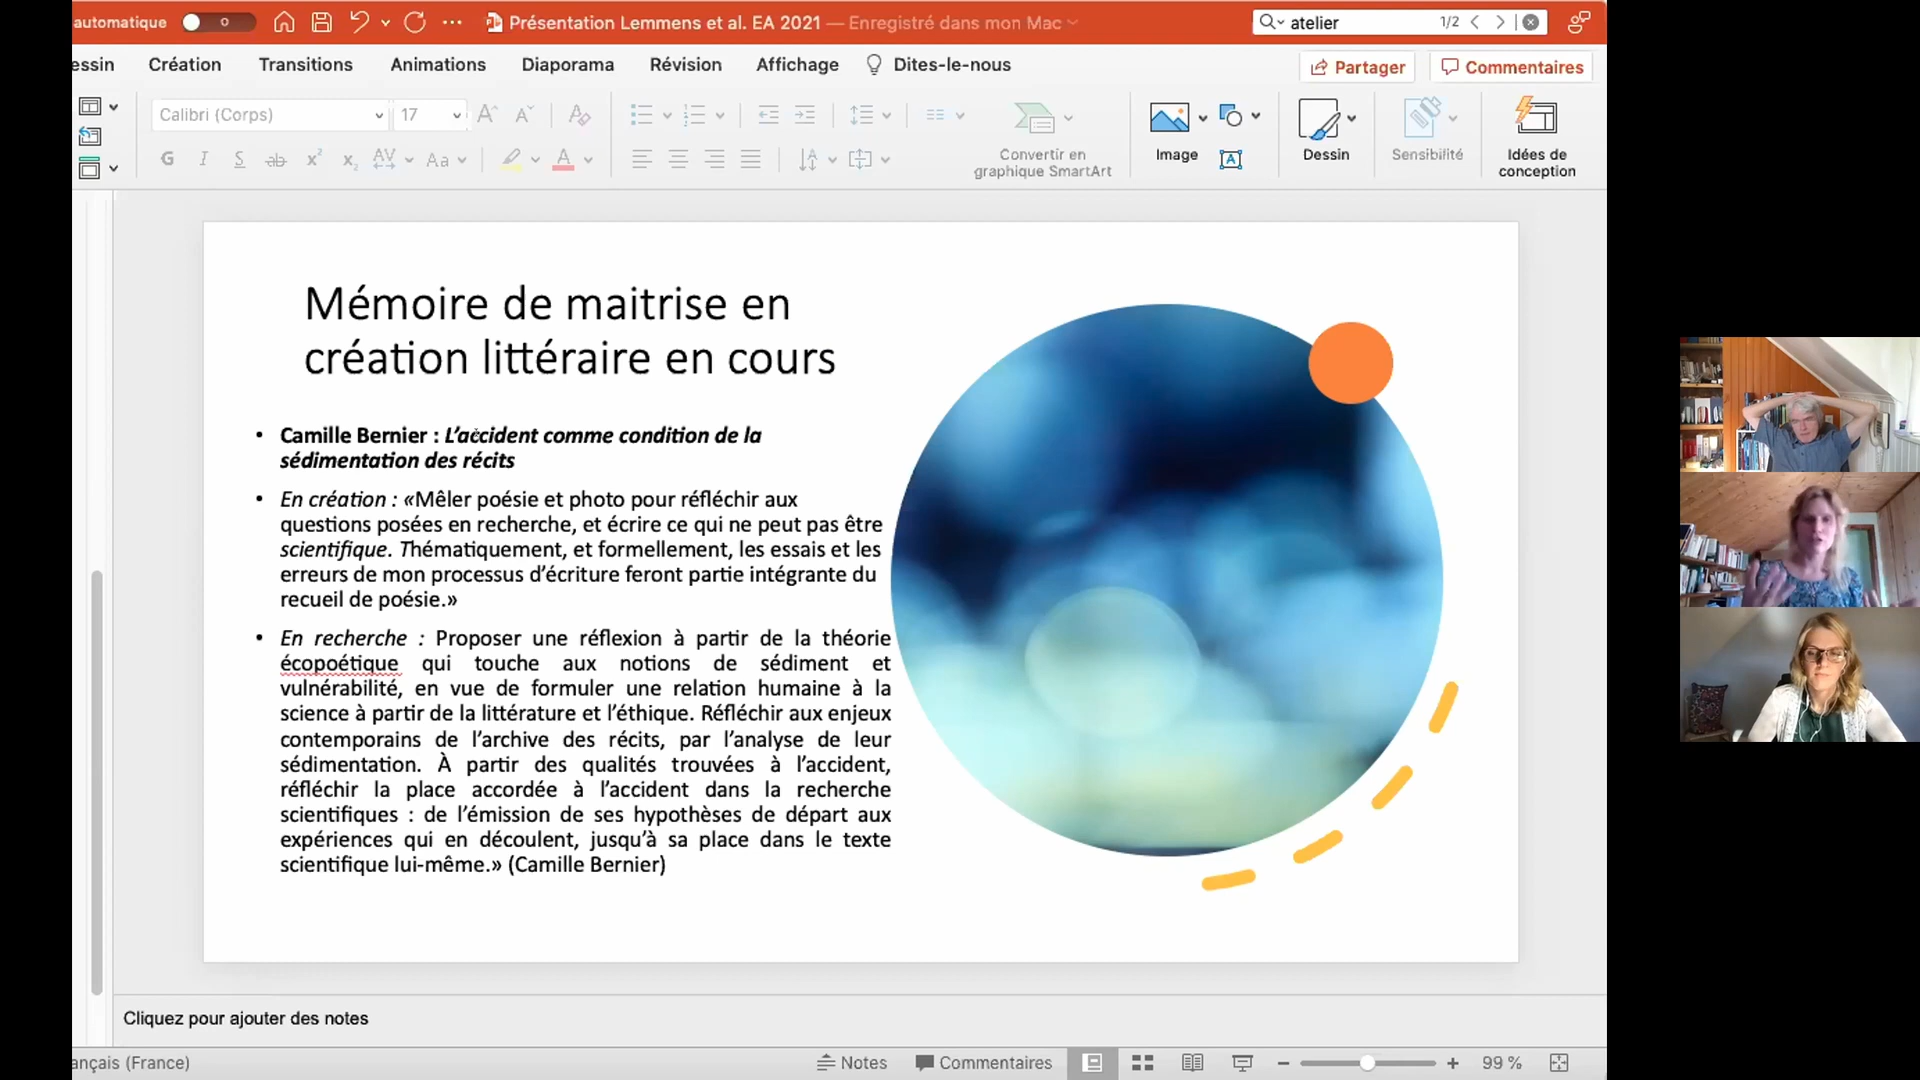 automatique
Présentation Lemmens et al. EA 2021 — Enregistré dans mon Mac
atelier
1/2
essin
Création
Transitions
Animations
Diaporama
Révision
Affichage
Dites-le-nous
Partager
Commentaires
Calibri (Corps)
17
Convertir en
graphique SmartArt
Image
Dessin
Sensibilité
Idées de
conception
Mémoire de maitrise en
création littéraire en cours
• Camille Bernier : L’accident comme condition de la
sédimentation des récits
• En création : «Mêler poésie et photo pour réfléchir aux
questions posées en recherche, et écrire ce qui ne peut pas être
scientifique. Thématiquement, et formellement, les essais et les
erreurs de mon processus d’écriture feront partie intégrante du
recueil de poésie.»
• En recherche : Proposer une réflexion à partir de la théorie
écopoétique qui touche aux notions de sédiment et
vulnérabilité, en vue de formuler une relation humaine à la
science à partir de la littérature et l’éthique. Réfléchir aux enjeux
contemporains de l’archive des récits, par l’analyse de leur
sédimentation. À partir des qualités trouvées à l’accident,
réfléchir la place accordée à l’accident dans la recherche
scientifiques : de l’émission de ses hypothèses de départ aux
expériences qui en découlent, jusqu’à sa place dans le texte
scientifique lui-même.» (Camille Bernier)
Cliquez pour ajouter des notes
ançais (France)
Notes
Commentaires
99 %